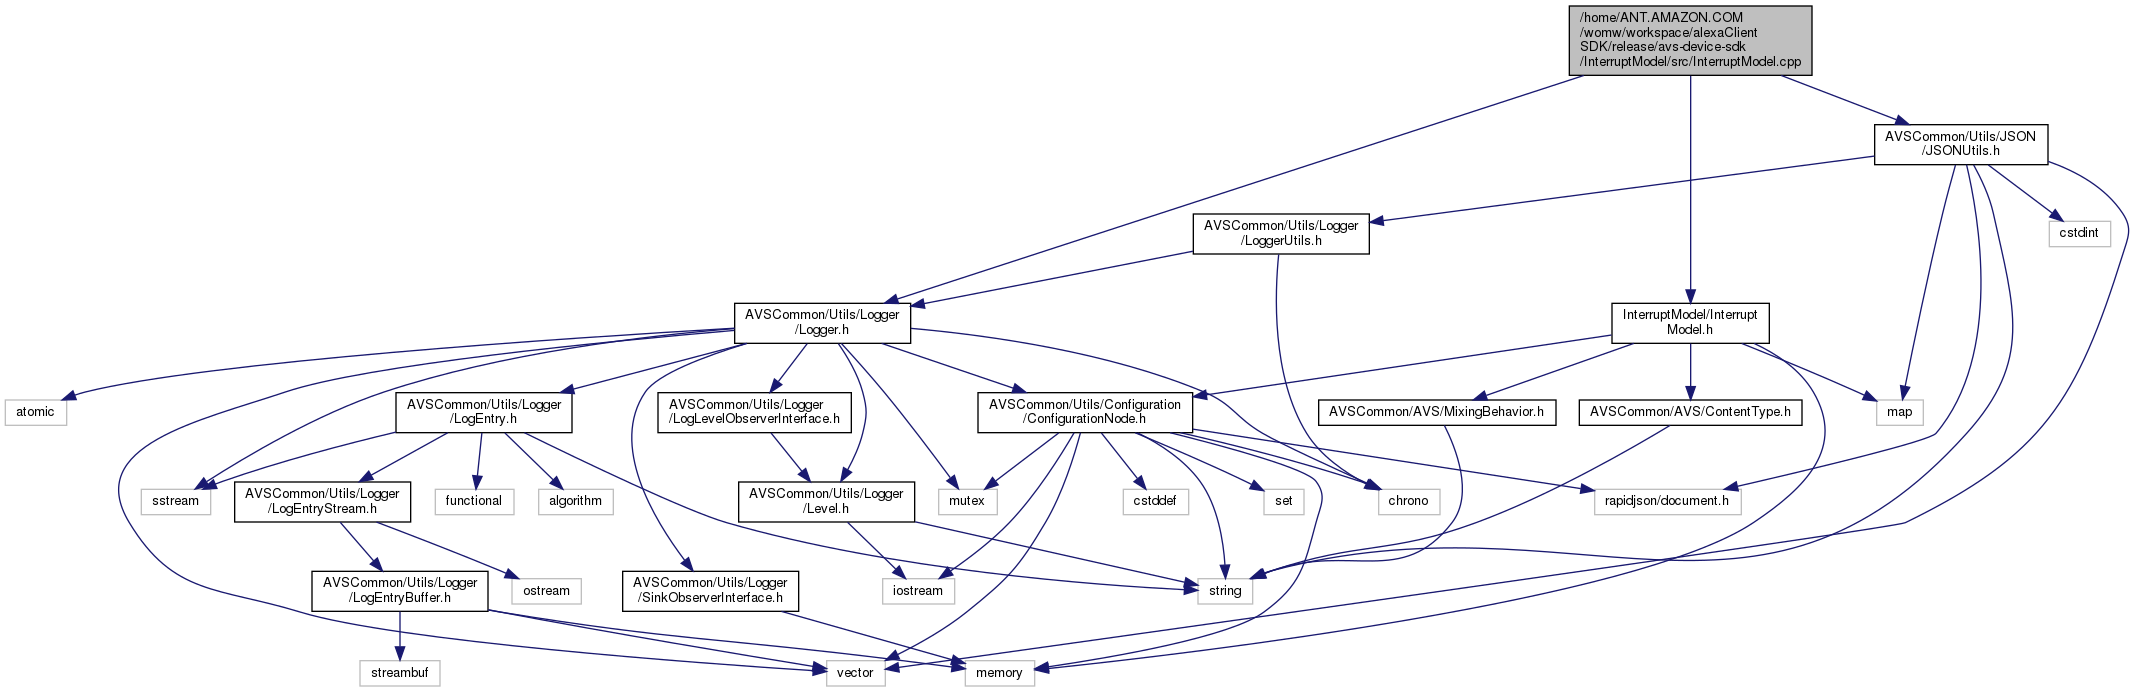 /home/ANT.AMAZON.COM
/womw/workspace/alexaClient
SDK/release/avs-device-sdk
/InterruptModel/src/InterruptModel.cpp
AVSCommon/Utils/JSON
/JSONUtils.h
AVSCommon/Utils/Logger
/LoggerUtils.h
cstdint
AVSCommon/Utils/Logger
/Logger.h
InterruptModel/Interrupt
Model.h
atomic
AVSCommon/Utils/Logger
/LogEntry.h
AVSCommon/Utils/Logger
/LogLevelObserverInterface.h
AVSCommon/Utils/Configuration
/ConfigurationNode.h
AVSCommon/AVS/MixingBehavior.h
AVSCommon/AVS/ContentType.h
map
sstream
AVSCommon/Utils/Logger
/LogEntryStream.h
functional
algorithm
AVSCommon/Utils/Logger
/Level.h
mutex
cstddef
set
chrono
rapidjson/document.h
AVSCommon/Utils/Logger
/LogEntryBuffer.h
ostream
AVSCommon/Utils/Logger
/SinkObserverInterface.h
iostream
string
streambuf
vector
memory